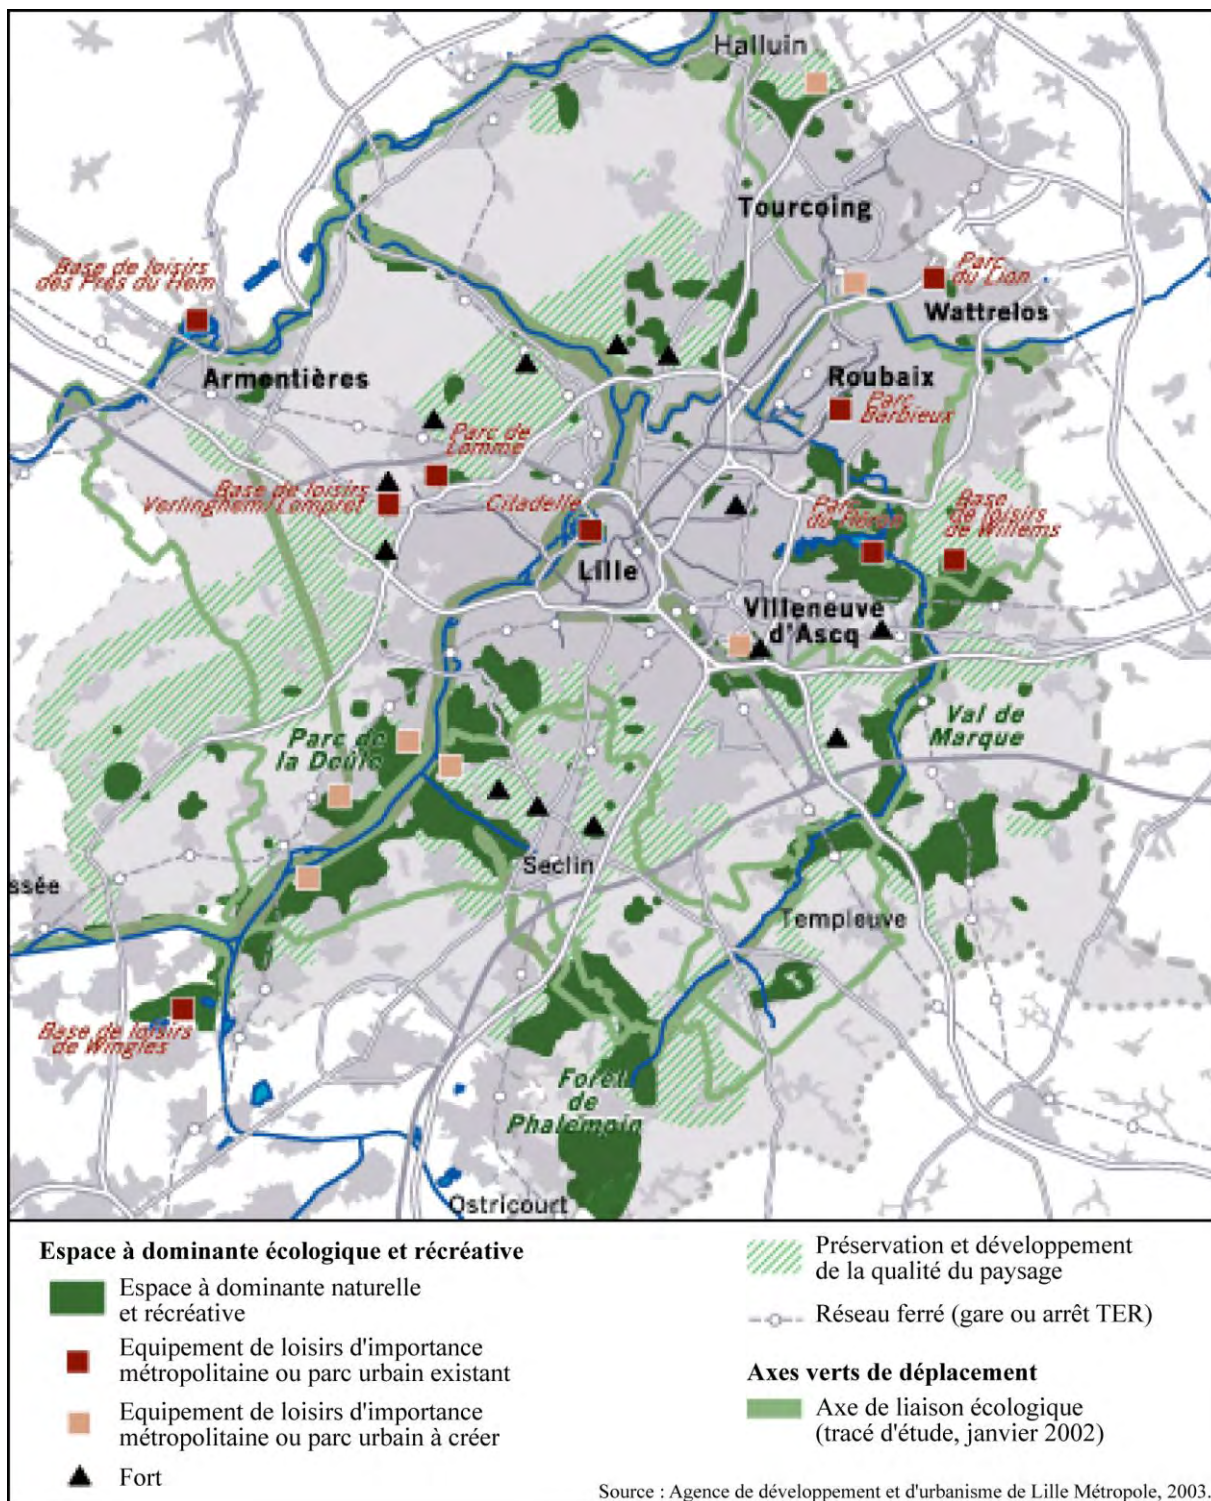 Halluin
Tourcoing
Base de loisirs
des Prés du Hem
Parc
du Lion
Wattrelos
Armentières
Roubaix
Parc
Barbieux
Parc de
Lomme
Base de loisirs
Verlinghem/Lompret
Citadelle
Parc
du Héron
Base
de loisirs
de Willems
Lille
Villeneuve
d'Ascq
Parc de
la Deûle
Val de
Marque
Seclin
ssée
Templeuve
Base de loisirs
de Wingles
Forêt
de
Phalempin
Ostricourt
Espace à dominante écologique et récréative
Espace à dominante naturelle
et récréative
Equipement de loisirs d'importance
métropolitaine ou parc urbain existant
Equipement de loisirs d'importance
métropolitaine ou parc urbain à créer
Fort
Préservation et développement
de la qualité du paysage
Réseau ferré (gare ou arrêt TER)
Axes verts de déplacement
Axe de liaison écologique
(tracé d'étude, janvier 2002)
Source : Agence de développement et d'urbanisme de Lille Métropole, 2003.